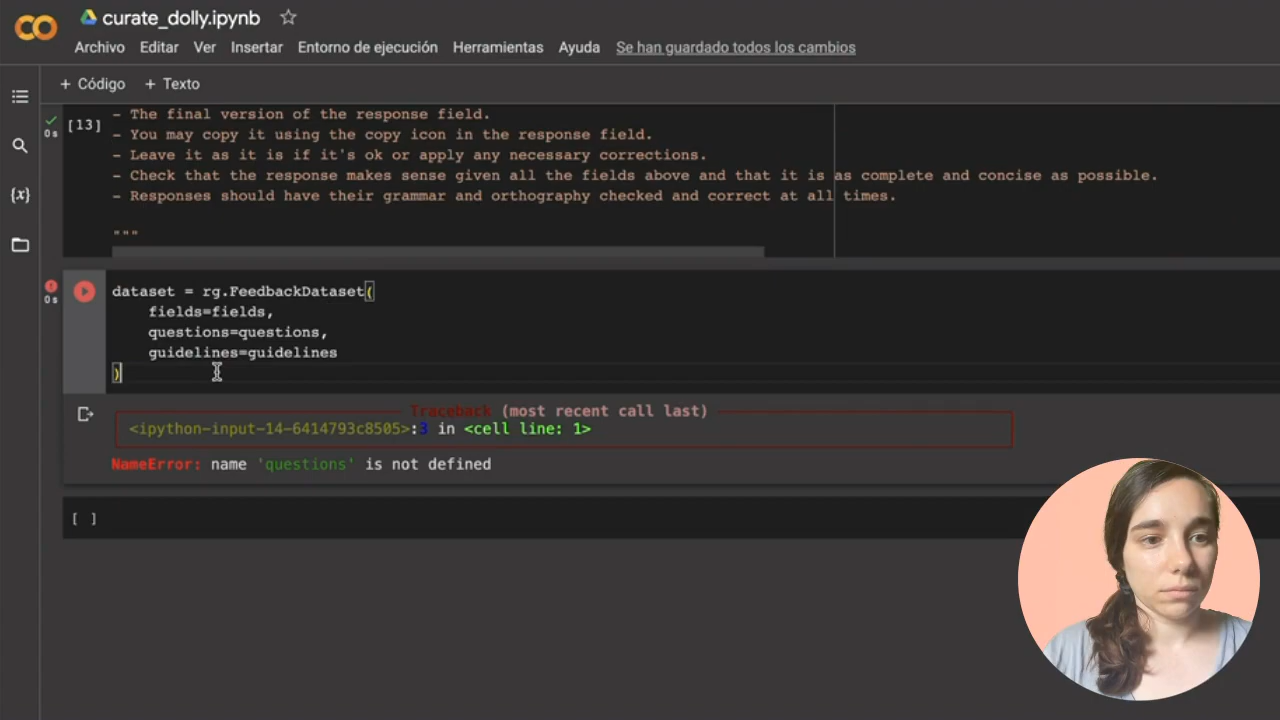 curate_dolly.ipynb
Archivo Editar Ver Insertar Entorno de ejecución Herramientas Ayuda Se han guardado todos los cambios
+ Código + Texto
[13]
0 s
- The final version of the response field.
- You may copy it using the copy icon in the response field.
- Leave it as it is if it's ok or apply any necessary corrections.
- Check that the response makes sense given all the fields above and that it is as complete and concise as possible.
- Responses should have their grammar and orthography checked and correct at all times.
"""
{x}
0 s
dataset = rg.FeedbackDataset(
fields=fields,
questions=questions,
guidelines=guidelines
)
Traceback (most recent call last)
<ipython-input-14-6414793c8505>:3 in <cell line: 1>
NameError: name 'questions' is not defined
[ ]